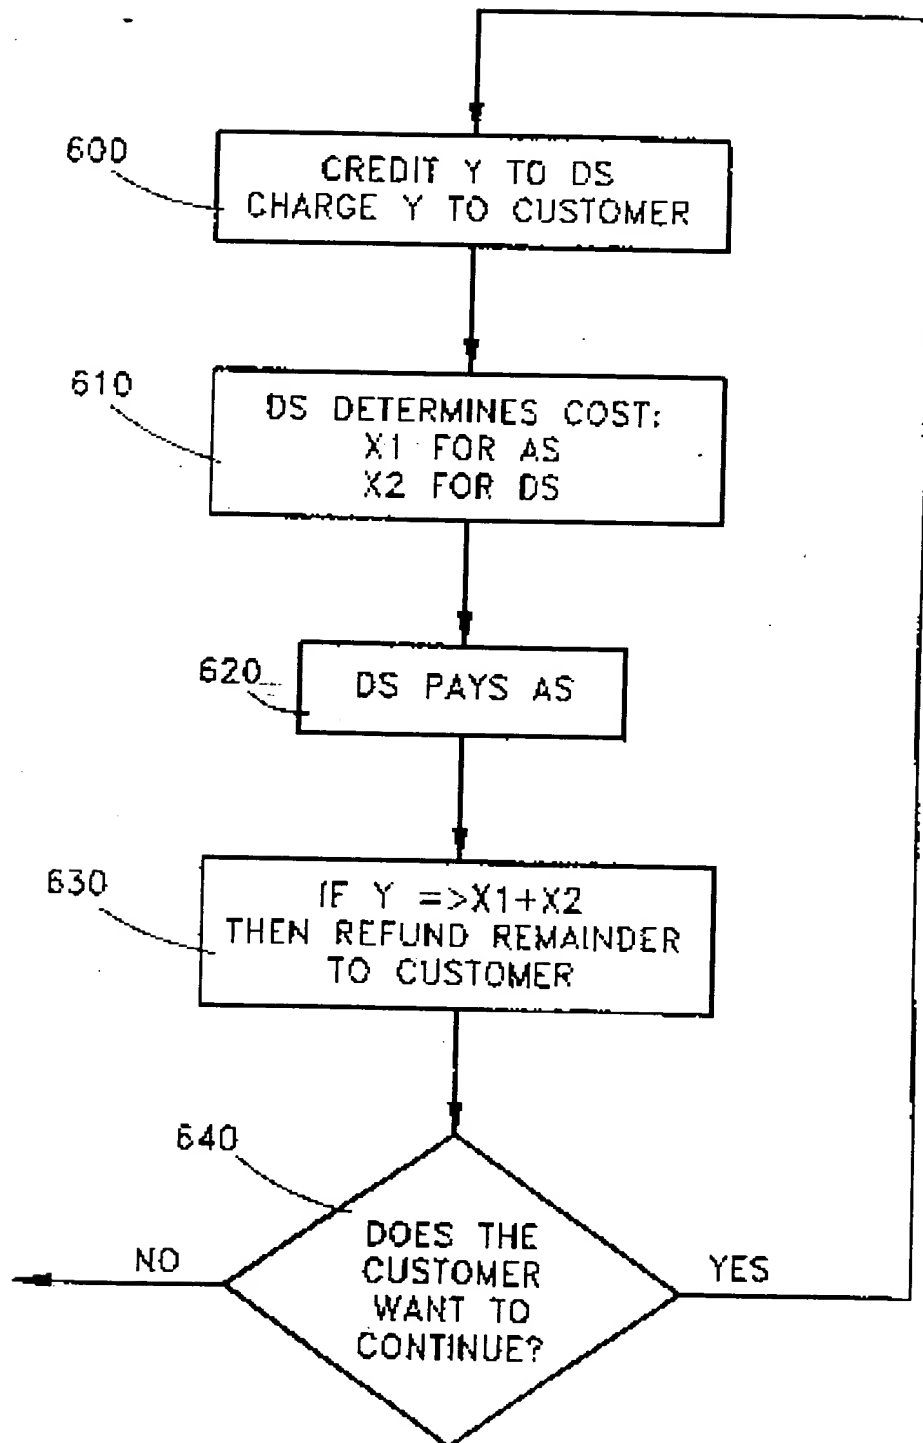 600
CREDIT Y TO DS
CHARGE Y TO CUSTOMER
610
DS DETERMINES COST:
X1 FOR AS
X2 FOR DS
620
DS PAYS AS
630
IF Y =>X1+X2
THEN REFUND REMAINDER
TO CUSTOMER
640
DOES THE
CUSTOMER
WANT TO
CONTINUE?
NO
YES